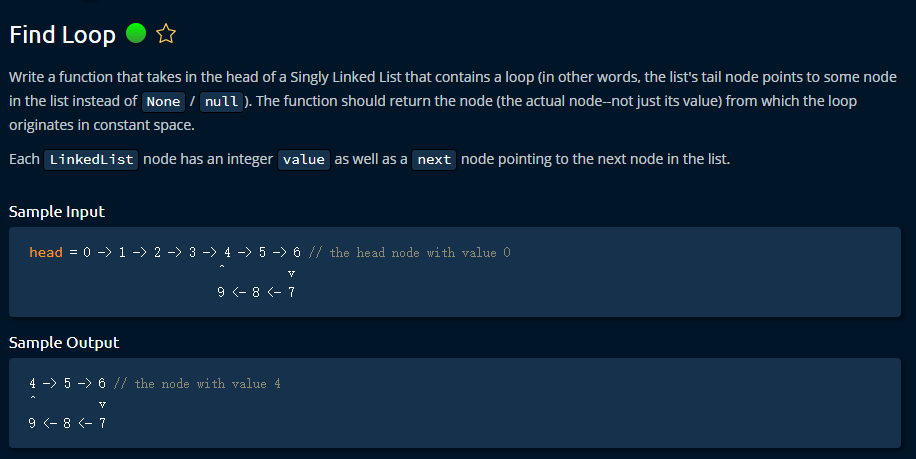 Find Loop
Write a function that takes in the head of a Singly Linked List that contains a loop (in other words, the list's tail node points to some node
in the list instead of None / null ). The function should return the node (the actual node--not just its value) from which the loop
originates in constant space.
Each LinkedList node has an integer value as well as a next node pointing to the next node in the list.
Sample Input
head = 0 -> 1 -> 2 -> 3 -> 4 -> 5 -> 6 // the head node with value 0
^ v
9 <- 8 <- 7
Sample Output
4 -> 5 -> 6 // the node with value 4
^ v
9 <- 8 <- 7